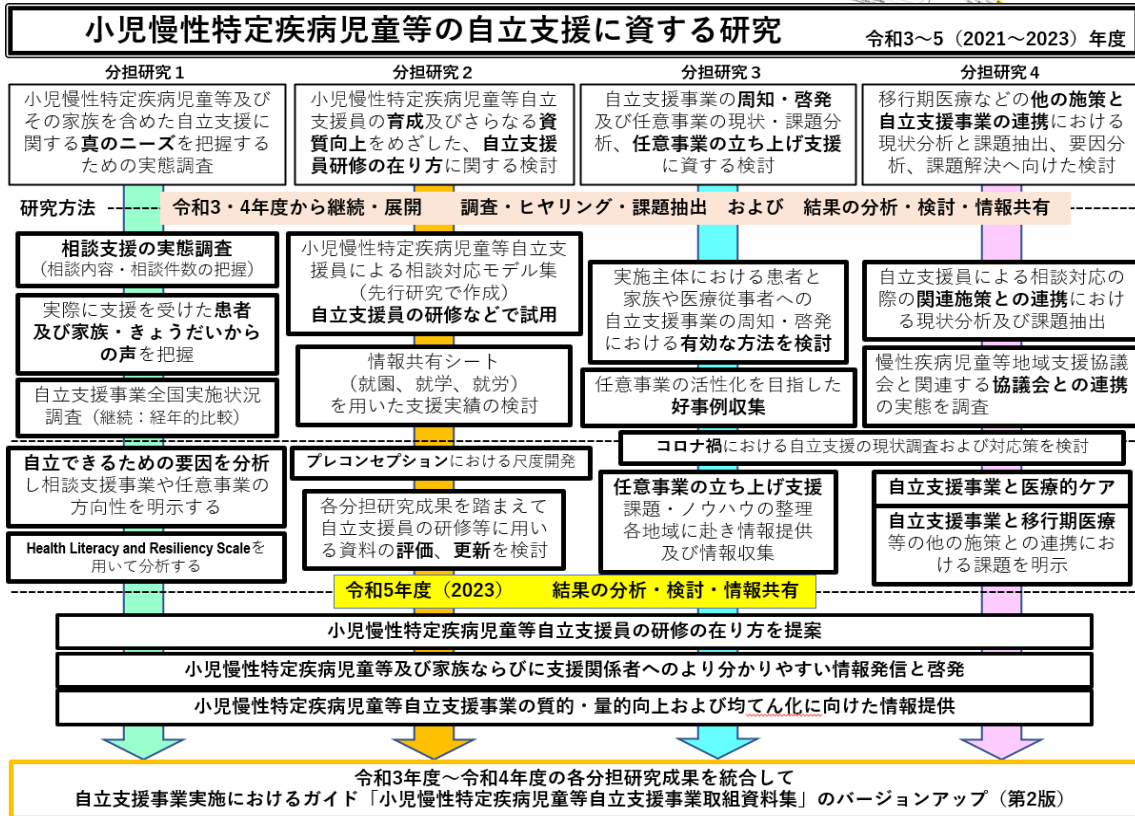 小児慢性特定疾病児童等の自立支援に資する研究
令和3～5（2021～2023）年度
分担研究１
小児慢性特定疾病児童等及び
その家族を含めた自立支援に
関する真のニーズを把握する
ための実態調査
分担研究２
小児慢性特定疾病児童等自立
支援員の育成及びさらなる資
質向上をめざした、自立支援
員研修の在り方に関する検討
分担研究３
自立支援事業の周知・啓発
及び任意事業の現状・課題分
析、任意事業の立ち上げ支援
に資する検討
分担研究４
移行期医療などの他の施策と
自立支援事業の連携における
現状分析と課題抽出、要因分
析、課題解決へ向けた検討
研究方法
令和3・4年度から継続・展開　　調査・ヒヤリング・課題抽出　および　結果の分析・検討・情報共有
相談支援の実態調査
（相談内容・相談件数の把握）
実際に支援を受けた患者
及び家族・きょうだいから
の声を把握
自立支援事業全国実施状況
調査（継続：経年的比較）
小児慢性特定疾病児童等自立支
援員による相談対応モデル集
（先行研究で作成）
自立支援員の研修などで試用
情報共有シート
（就園、就学、就労）
を用いた支援実績の検討
実施主体における患者と
家族や医療従事者への
自立支援事業の周知・啓発
における有効な方法を検討
任意事業の活性化を目指した
好事例収集
自立支援員による相談対応の
際の関連施策との連携におけ
る現状分析及び課題抽出
慢性疾病児童等地域支援協議
会と関連する協議会との連携
の実態を調査
コロナ禍における自立支援の現状調査および対応策を検討
自立できるための要因を分析
し相談支援事業や任意事業の
方向性を明示する
Health Literacy and Resiliency Scaleを
用いて分析する
プレコンセプションにおける尺度開発
各分担研究成果を踏まえて
自立支援員の研修等に用い
る資料の評価、更新を検討
任意事業の立ち上げ支援
課題・ノウハウの整理
各地域に赴き情報提供
及び情報収集
自立支援事業と医療的ケア
自立支援事業と移行期医療
等の他の施策との連携にお
ける課題を明示
令和5年度（2023）　　結果の分析・検討・情報共有
小児慢性特定疾病児童等自立支援員の研修の在り方を提案
小児慢性特定疾病児童等及び家族ならびに支援関係者へのより分かりやすい情報発信と啓発
小児慢性特定疾病児童等自立支援事業の質的・量的向上および均てん化に向けた情報提供
令和3年度～令和4年度の各分担研究成果を統合して
自立支援事業実施におけるガイド「小児慢性特定疾病児童等自立支援事業取組資料集」のバージョンアップ（第2版）